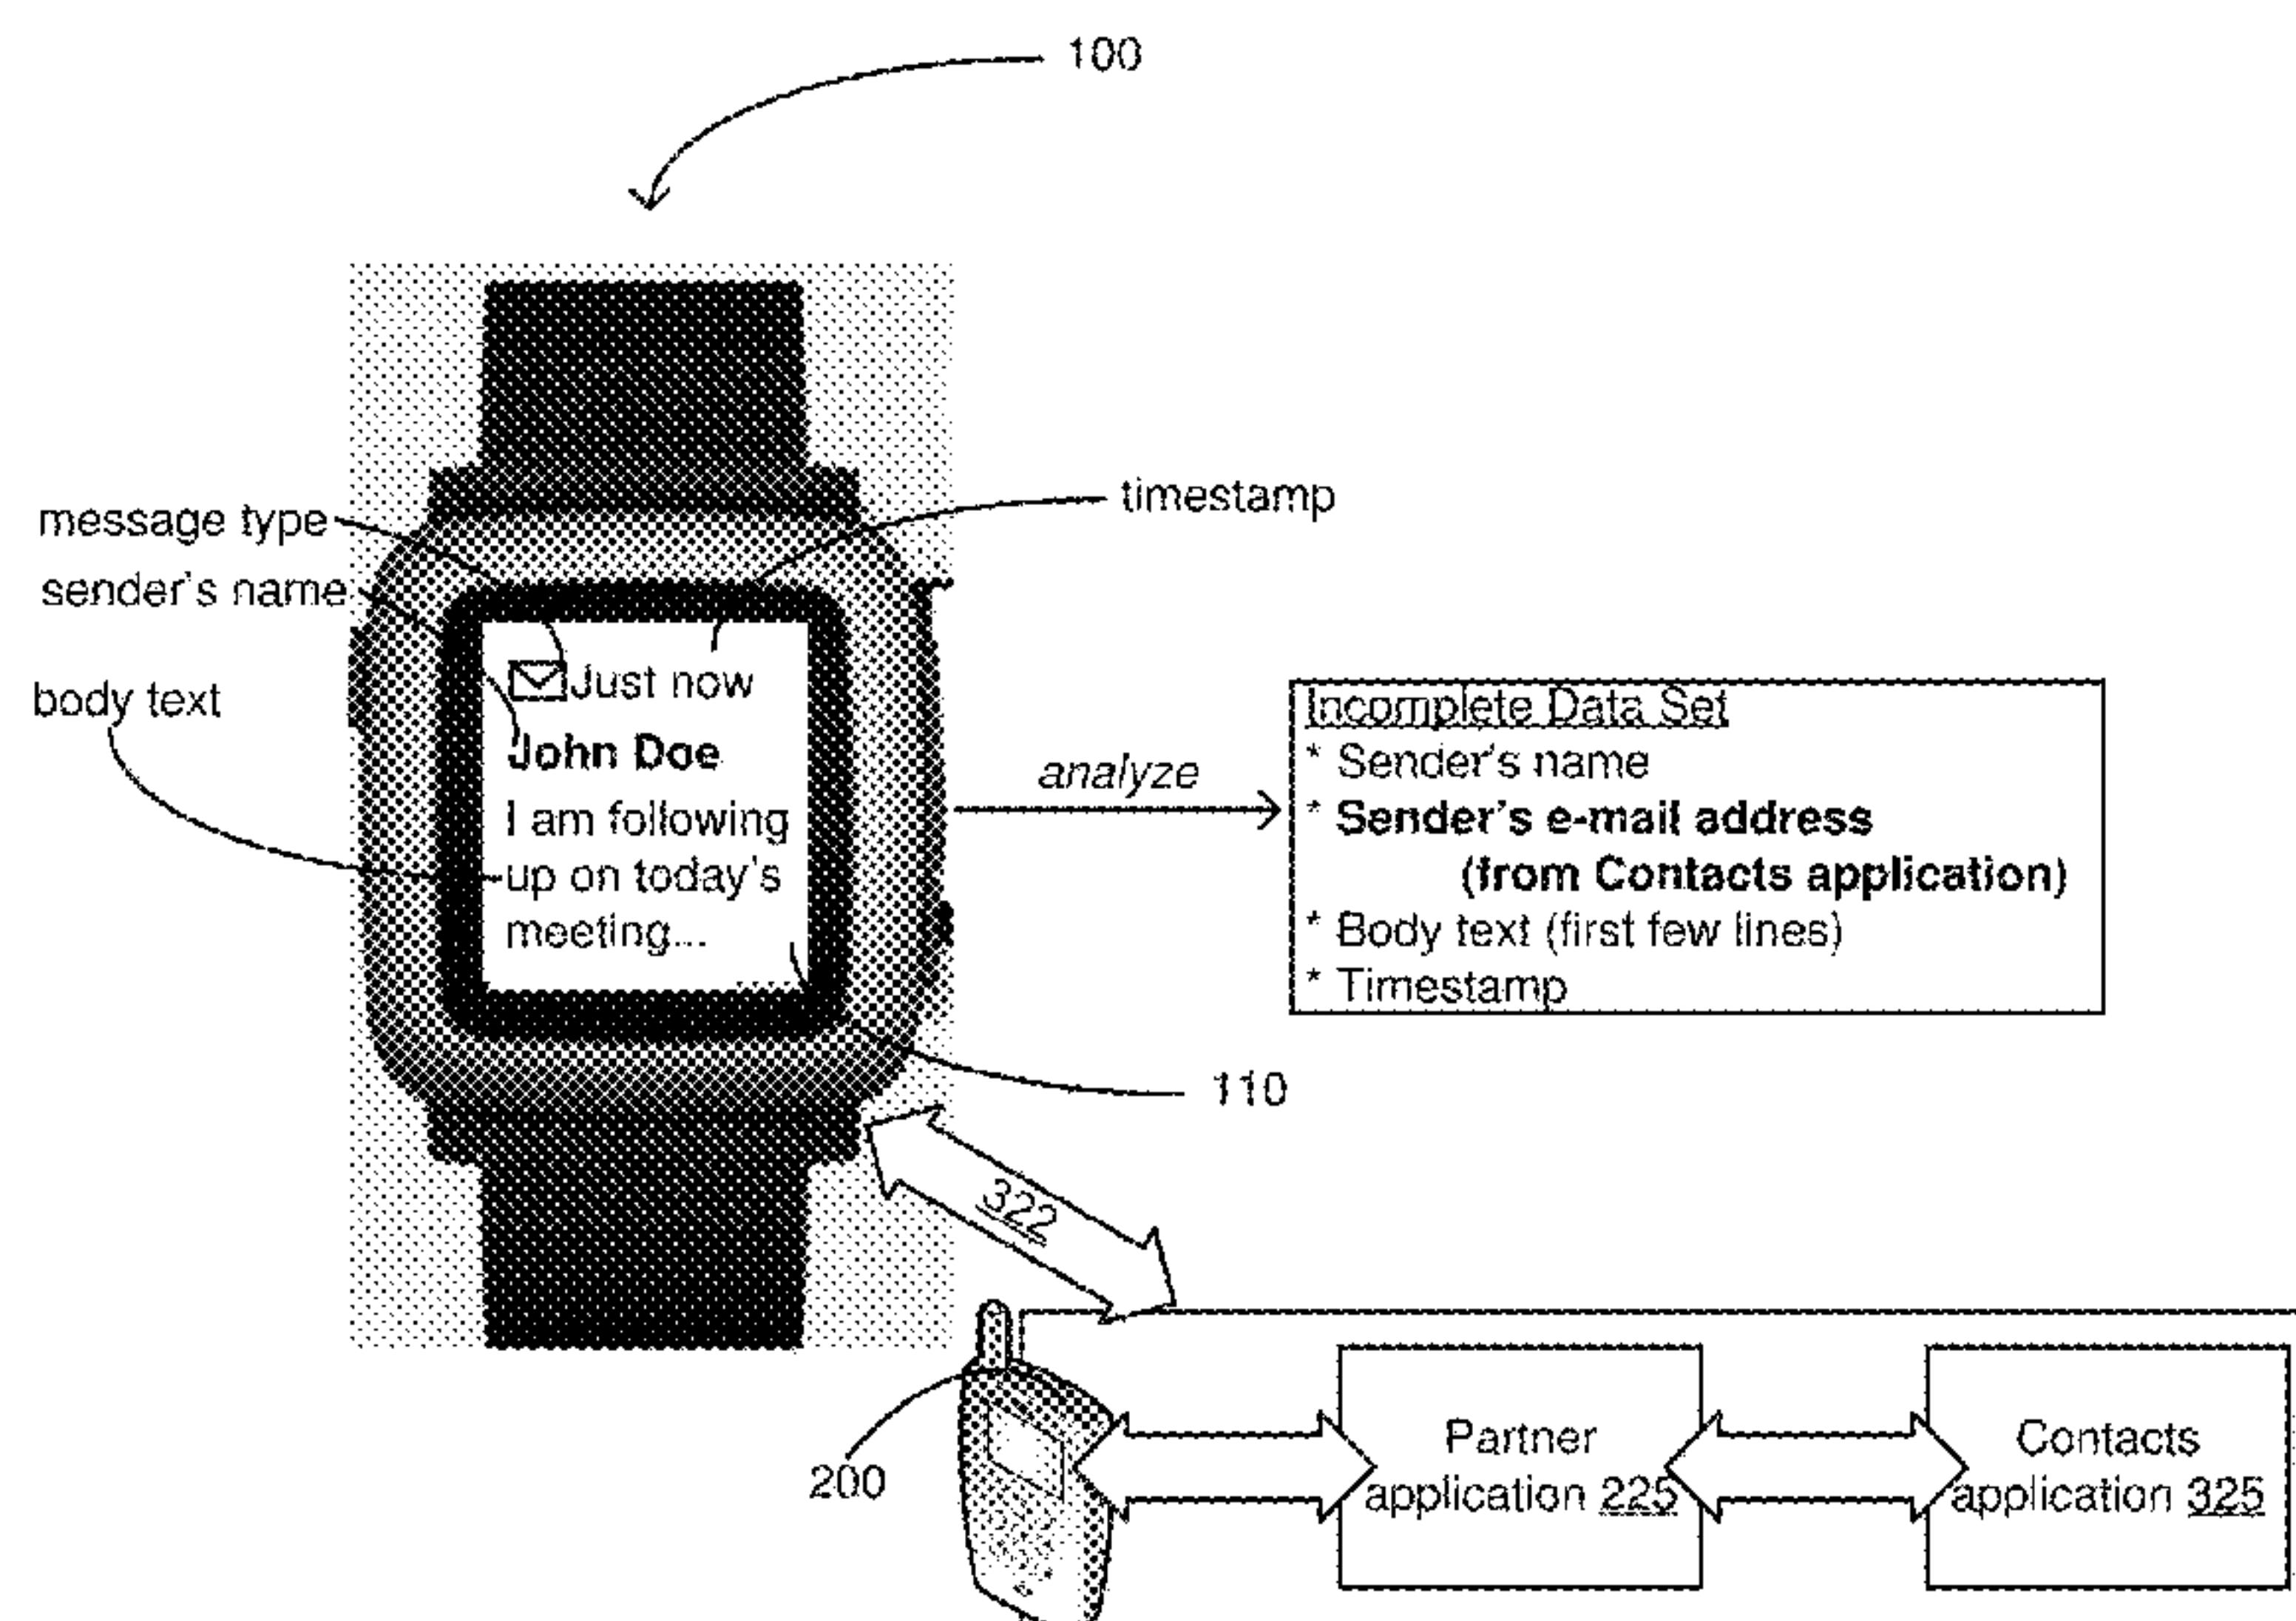 100
message type
timestamp
sender's name
body text
Just now
John Doe
I am following
up on today's
meeting...
analyze
Incomplete Data Set
* Sender's name
* Sender's e-mail address
(from Contacts application)
* Body text (first few lines)
* Timestamp
110
322
200
Partner
application 225
Contacts
application 325